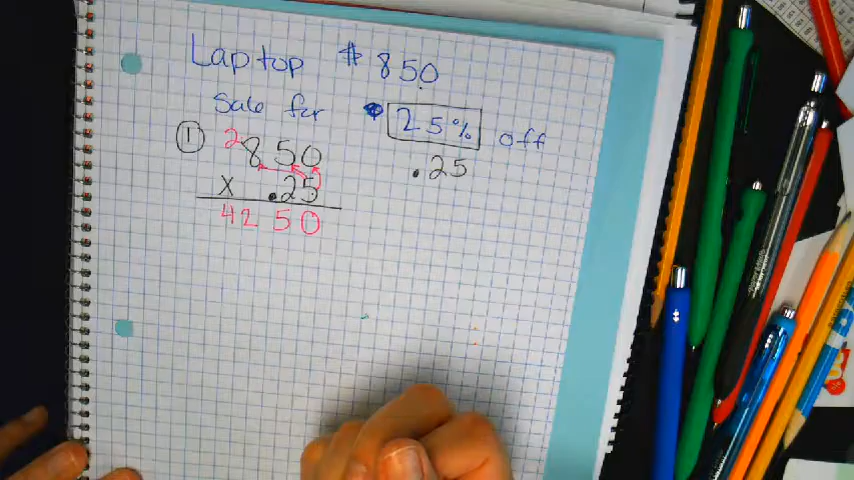 Laptop $ 850
Sale for 25% off
.25
① 2
850
x .25
4250